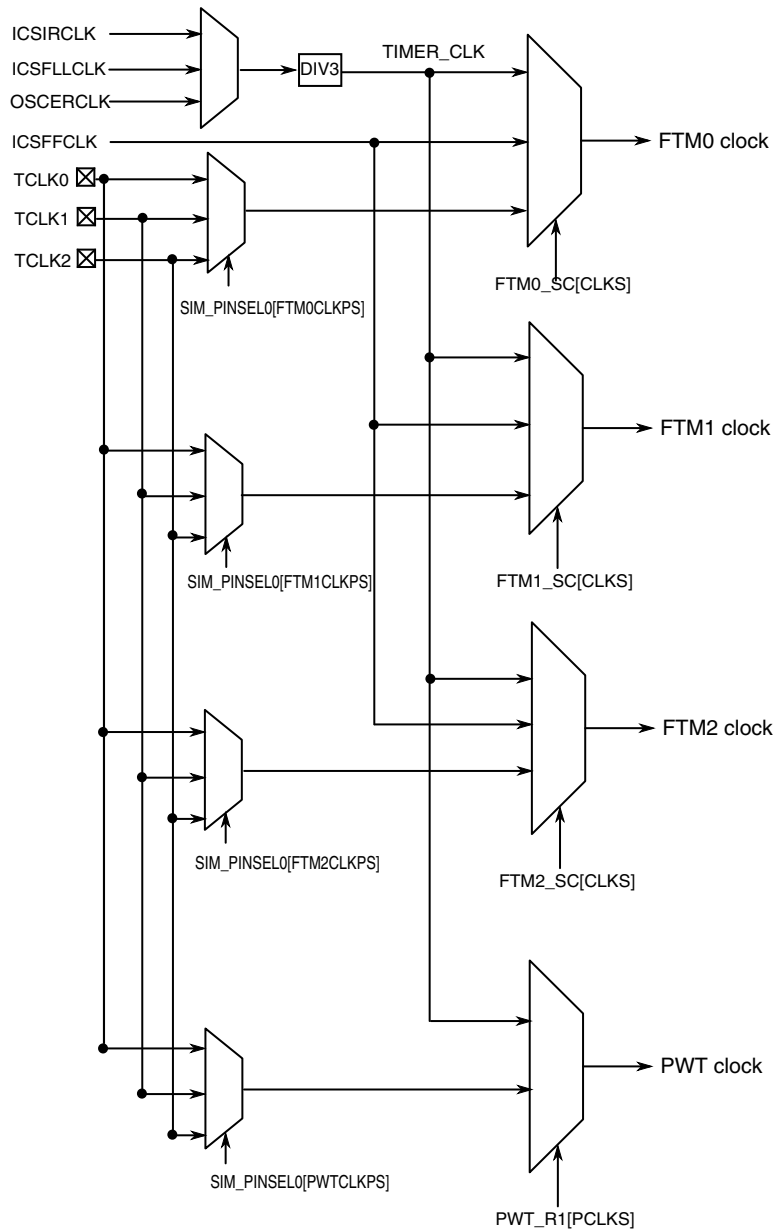 ICSIRCLK
ICSFLLCLK
OSCERCLK
DIV3
TIMER_CLK
ICSFFCLK
FTM0 clock
TCLK0
TCLK1
TCLK2
SIM_PINSEL0[FTM0CLKPS]
FTM0_SC[CLKS]
FTM1 clock
SIM_PINSEL0[FTM1CLKPS]
FTM1_SC[CLKS]
FTM2 clock
SIM_PINSEL0[FTM2CLKPS]
FTM2_SC[CLKS]
PWT clock
SIM_PINSEL0[PWTCLKPS]
PWT_R1[PCLKS]